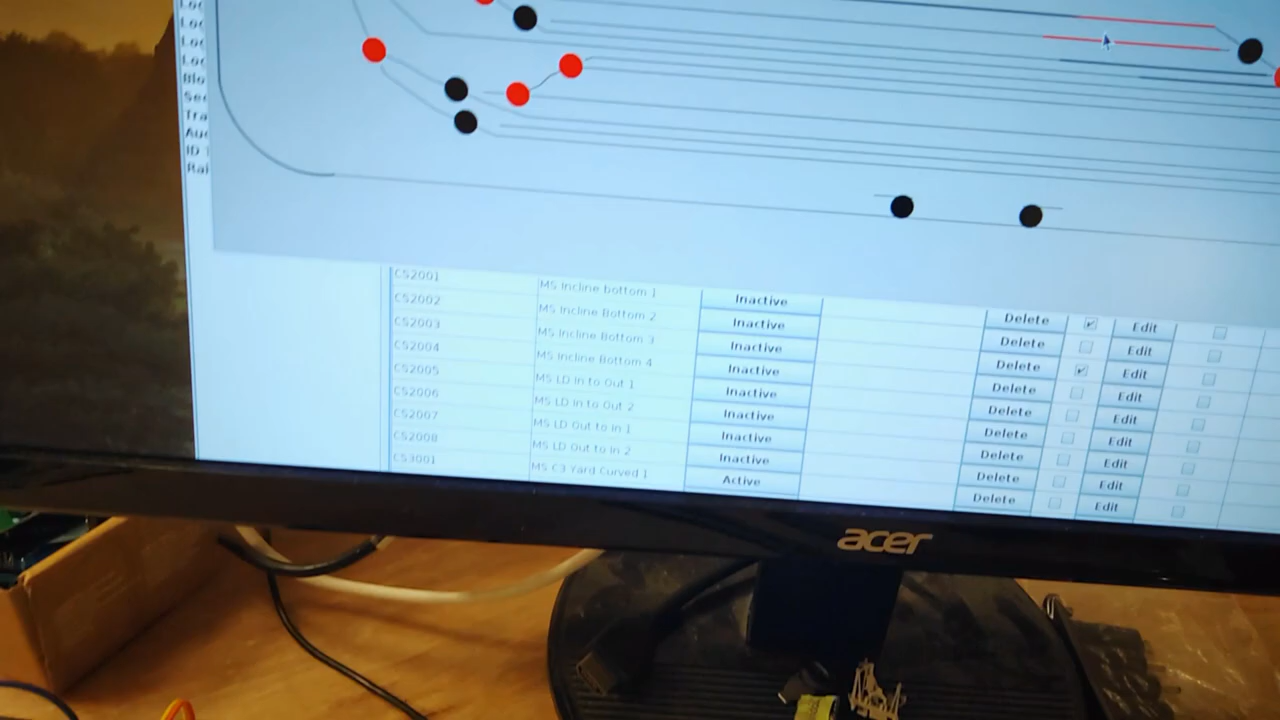 Blo
Tra
ID
Rai
CS2001 MS Incline bottom 1 Inactive Delete Edit
CS2002 MS Incline Bottom 2 Inactive Delete Edit
CS2003 MS Incline Bottom 3 Inactive Delete Edit
CS2004 MS Incline Bottom 4 Inactive Delete Edit
CS2005 MS LD In to Out 1 Inactive Delete Edit
CS2006 MS LD In to Out 2 Inactive Delete Edit
CS2007 MS LD Out to In 1 Inactive Delete Edit
CS2008 MS LD Out to In 2 Inactive Delete Edit
CS3001 MS C3 Yard Curved 1 Active Delete Edit
acer